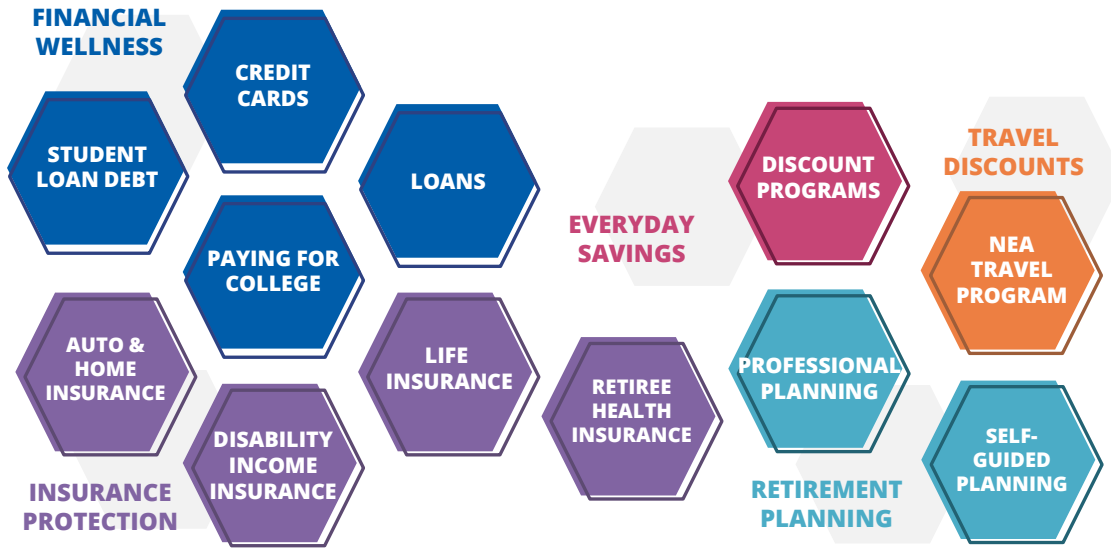 FINANCIAL
WELLNESS
CREDIT
CARDS
STUDENT
LOAN DEBT
LOANS
PAYING FOR
COLLEGE
AUTO &
HOME
INSURANCE
LIFE
INSURANCE
DISABILITY
INCOME
INSURANCE
RETIREE
HEALTH
INSURANCE
INSURANCE
PROTECTION
EVERYDAY
SAVINGS
DISCOUNT
PROGRAMS
TRAVEL
DISCOUNTS
NEA
TRAVEL
PROGRAM
PROFESSIONAL
PLANNING
SELF-
GUIDED
PLANNING
RETIREMENT
PLANNING